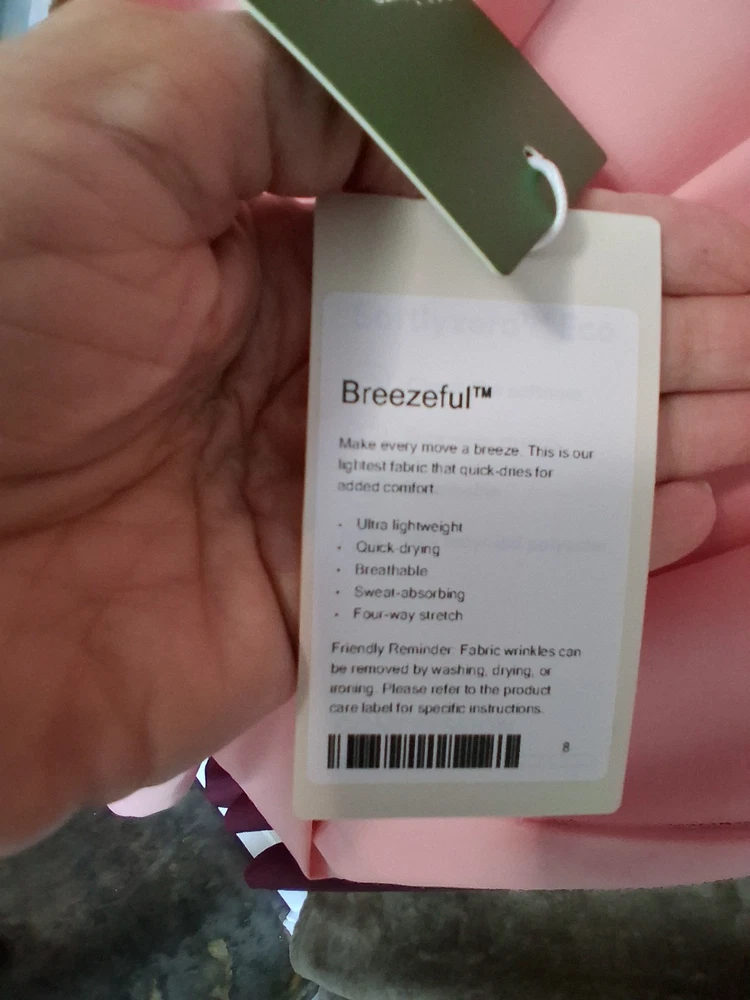 Breezeful™
Make every move a breeze. This is our
lightest fabric that quick-dries for
added comfort.
• Ultra lightweight
• Quick-drying
• Breathable
• Sweat-absorbing
• Four-way stretch
Friendly Reminder: Fabric wrinkles can
be removed by washing, drying, or
ironing. Please refer to the product
care label for specific instructions.
8